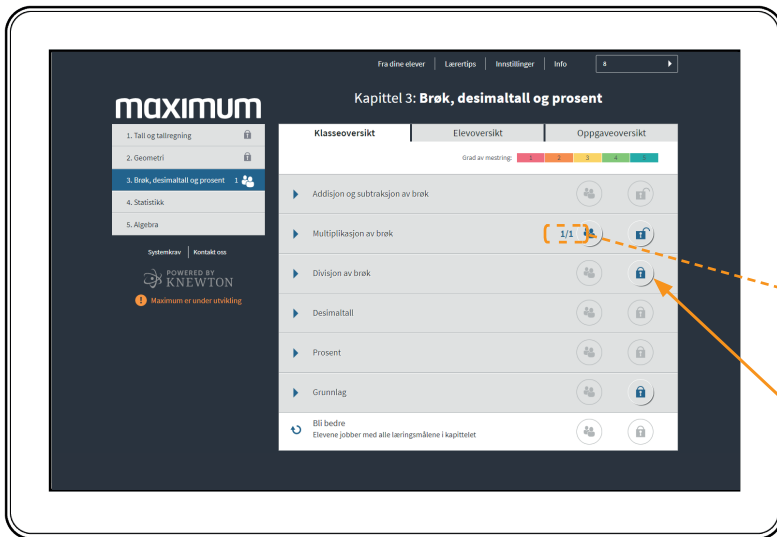 Fra dine elever Lærertips Innstillinger Info 8
maximum
Kapittel 3: Brøk, desimaltall og prosent
1. Tall og tallregning
2. Geometri
3. Brøk, desimaltall og prosent 1
4. Statistikk
5. Algebra
Systemkrav Kontakt oss
POWERED BY
KNEWTON
Maximum er under utvikling
Klasseoversikt Elevoversikt Oppgaveoversikt
Grad av mestring: 1 2 3 4 5
Addisjon og subtraksjon av brøk
Multiplikasjon av brøk 1/1
Divisjon av brøk
Desimaltall
Prosent
Grunnlag
Bli bedre
Elevene jobber med alle læringsmålene i kapittelet